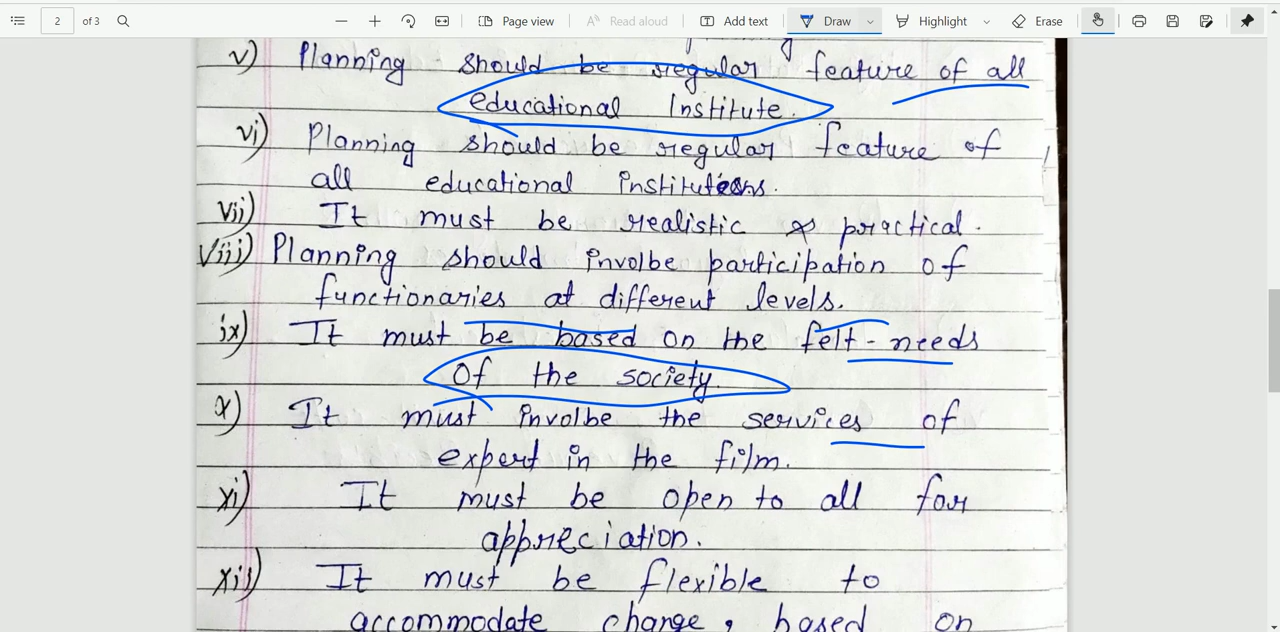 2 of 3 Page view Read aloud Add text Draw Highlight Erase
v) Planning should be regular feature of all
educational Institute.
vi) Planning should be regular feature of
all educational institutions.
vii) It must be realistic & practical.
viii) Planning should involbe participation of
functionaries at different levels.
ix) It must be based on the felt-needs
Of the society.
x) It must involbe the services of
expert in the film.
xi) It must be open to all for
appreciation.
xii) It must be flexible to
accommodate change, based on